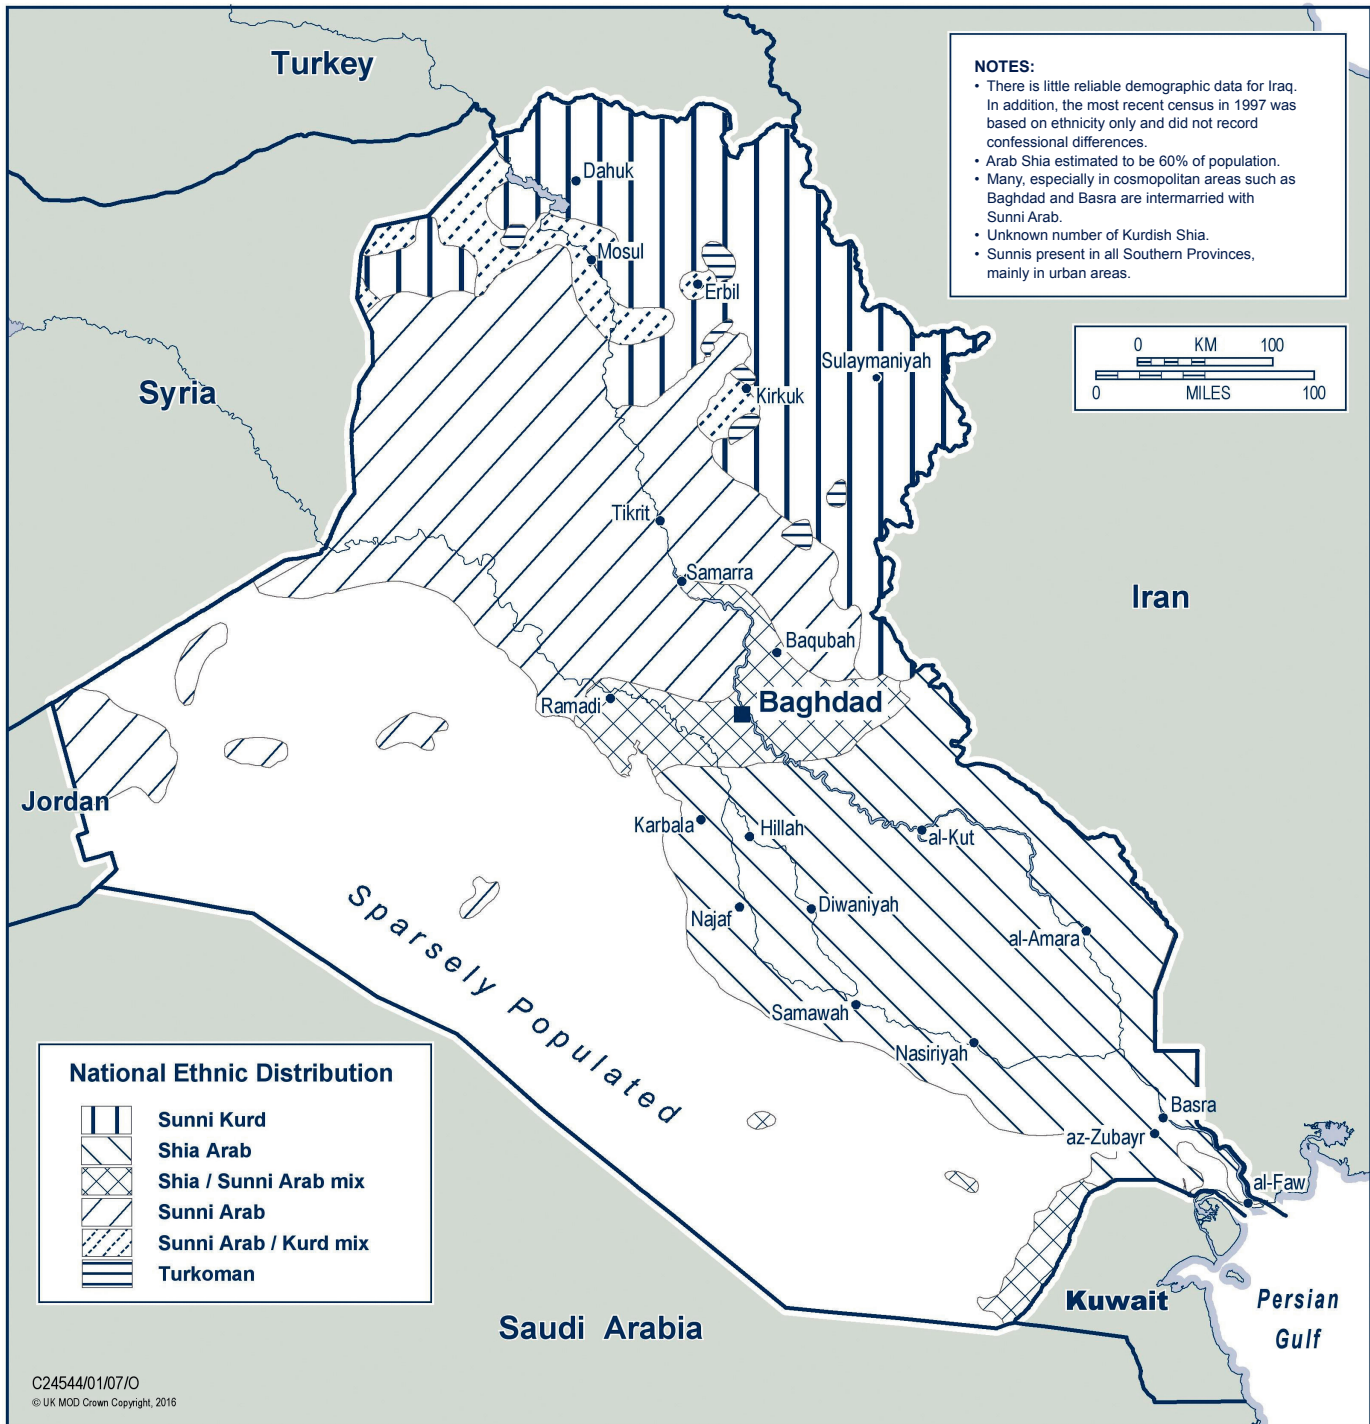 Turkey
NOTES:
• There is little reliable demographic data for Iraq.
In addition, the most recent census in 1997 was
based on ethnicity only and did not record
confessional differences.
• Arab Shia estimated to be 60% of population.
• Many, especially in cosmopolitan areas such as
Baghdad and Basra are intermarried with
Sunni Arab.
• Unknown number of Kurdish Shia.
• Sunnis present in all Southern Provinces,
mainly in urban areas.
Dahuk
Mosul
Erbil
0 KM 100
0 MILES 100
Sulaymaniyah
Syria
Kirkuk
Tikrit
Samarra
Iran
Baqubah
Ramadi
Baghdad
Jordan
Karbala
Hillah
al-Kut
Najaf
Diwaniyah
al-Amara
Sparsely Populated
Samawah
Nasiriyah
National Ethnic Distribution
Sunni Kurd
Shia Arab
Shia / Sunni Arab mix
Sunni Arab
Sunni Arab / Kurd mix
Turkoman
Basra
az-Zubayr
al-Faw
Kuwait
Persian
Gulf
Saudi Arabia
C24544/01/07/O
© UK MOD Crown Copyright, 2016